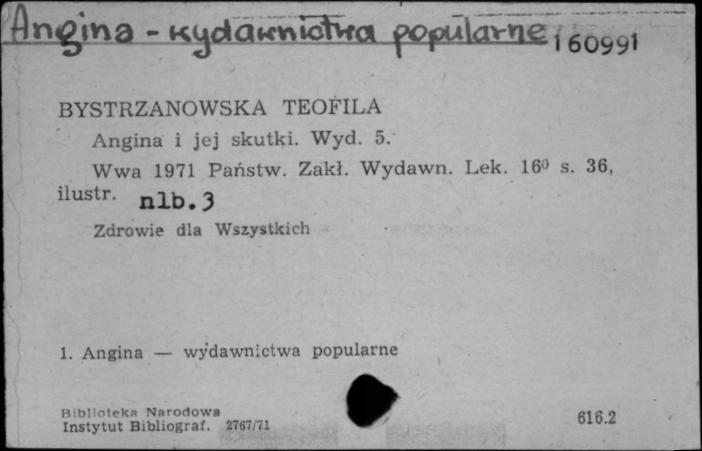 Angina - wydawnictwa popularne 160991
BYSTRZANOWSKA TEOFILA
Angina i jej skutki. Wyd. 5.
Wwa 1971 Państw. Zakł. Wydawn. Lek. 16⁰ s. 36,
ilustr. nlb. 3
Zdrowie dla Wszystkich
1. Angina — wydawnictwa popularne
Biblioteka Narodowa
Instytut Bibliograf. 2767/71 616.2